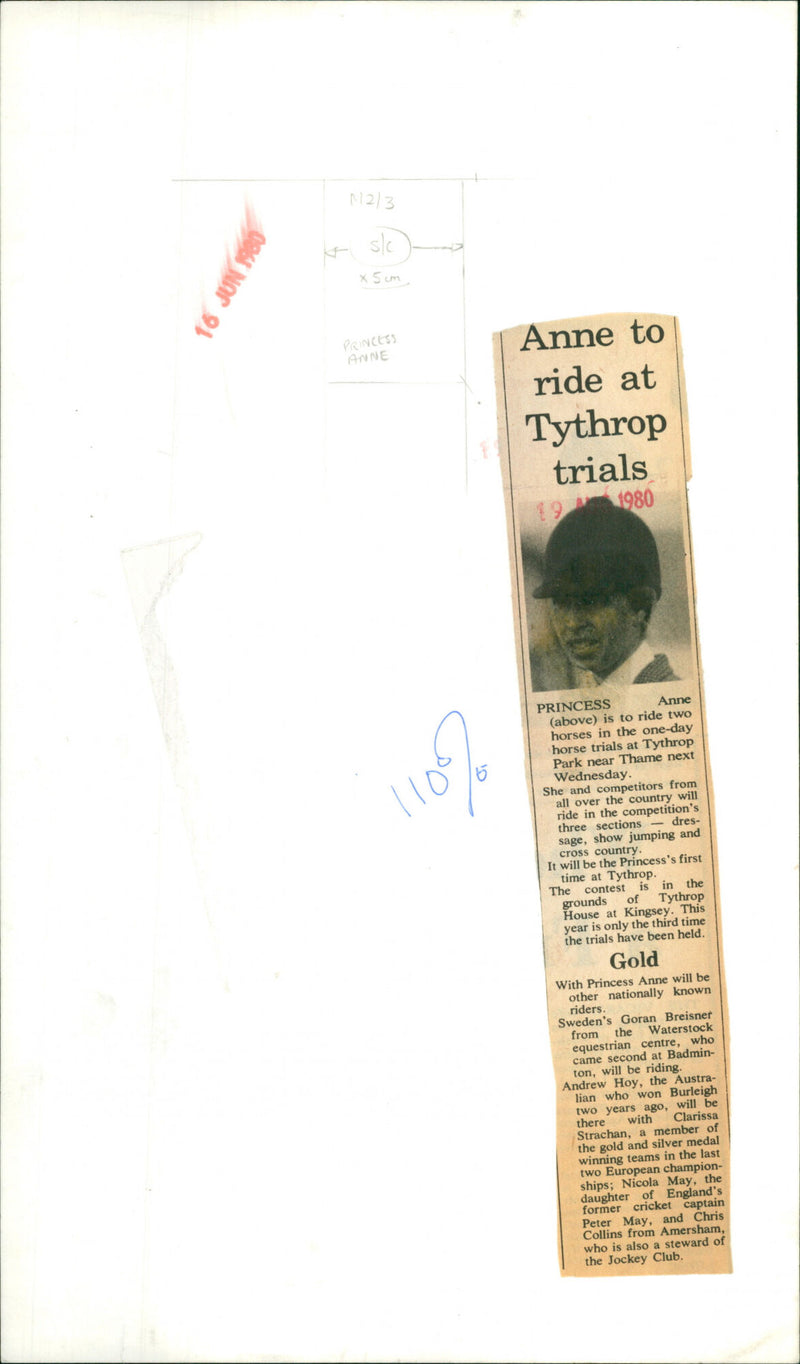 M2/3
s/c
x 5 cm
PRINCESS
ANNE
16 JUN 1980
110%
Anne to
ride at
Tythrop
trials
19 1980
PRINCESS Anne
(above) is to ride two
horses in the one-day
horse trials at Tythrop
Park near Thame next
Wednesday.
She and competitors from
all over the country will
ride in the competition's
three sections — dres-
sage, show jumping and
cross country.
It will be the Princess's first
time at Tythrop.
The contest is in the
grounds of Tythrop
House at Kingsey. This
year is only the third time
the trials have been held.
Gold
With Princess Anne will be
other nationally known
riders.
Sweden's Goran Breisner
from the Waterstock
equestrian centre, who
came second at Badmin-
ton, will be riding.
Andrew Hoy, the Austra-
lian who won Burleigh
two years ago, will be
there with Clarissa
Strachan, a member of
the gold and silver medal
winning teams in the last
two European champion-
ships; Nicola May, the
daughter of England's
former cricket captain
Peter May, and Chris
Collins from Amersham,
who is also a steward of
the Jockey Club.